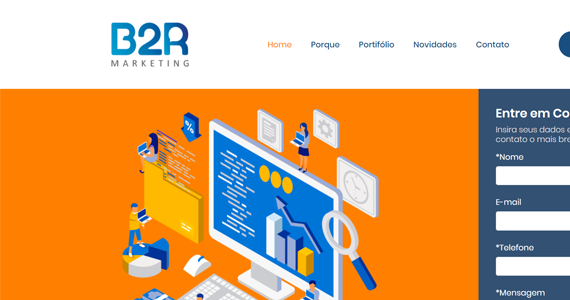 B2R
MARKETING
Home Porque Portifólio Novidades Contato
%
Entre em Co
Insira seus dados e
contato o mais bre
*Nome
E-mail
*Telefone
*Mensagem